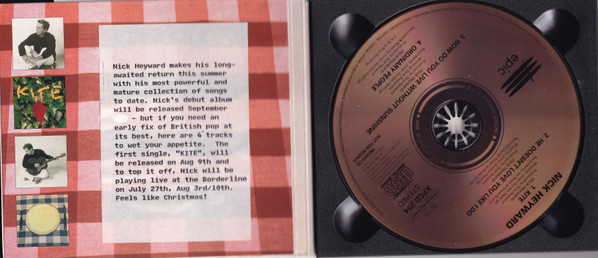 KITE
Nick Heyward makes his long-
awaited return this summer
with his most powerful and
mature collection of songs
to date. Nick's debut album
will be released September
- but if you need an
early fix of British pop at
its best, here are 4 tracks
to wet your appetite. The
first single, "KITE", will
be released on Aug 9th and
to top it off, Nick will be
playing live at the Borderline
on July 27th, Aug 3rd/10th.
Feels like Christmas!
epic
NICK HEYWARD
1. KITE
2. HE DOESN'T LOVE YOU LIKE I DO
3. HOW DO YOU LIVE WITHOUT SUNSHINE
4. ORDINARY PEOPLE
XPCD 294
STEREO